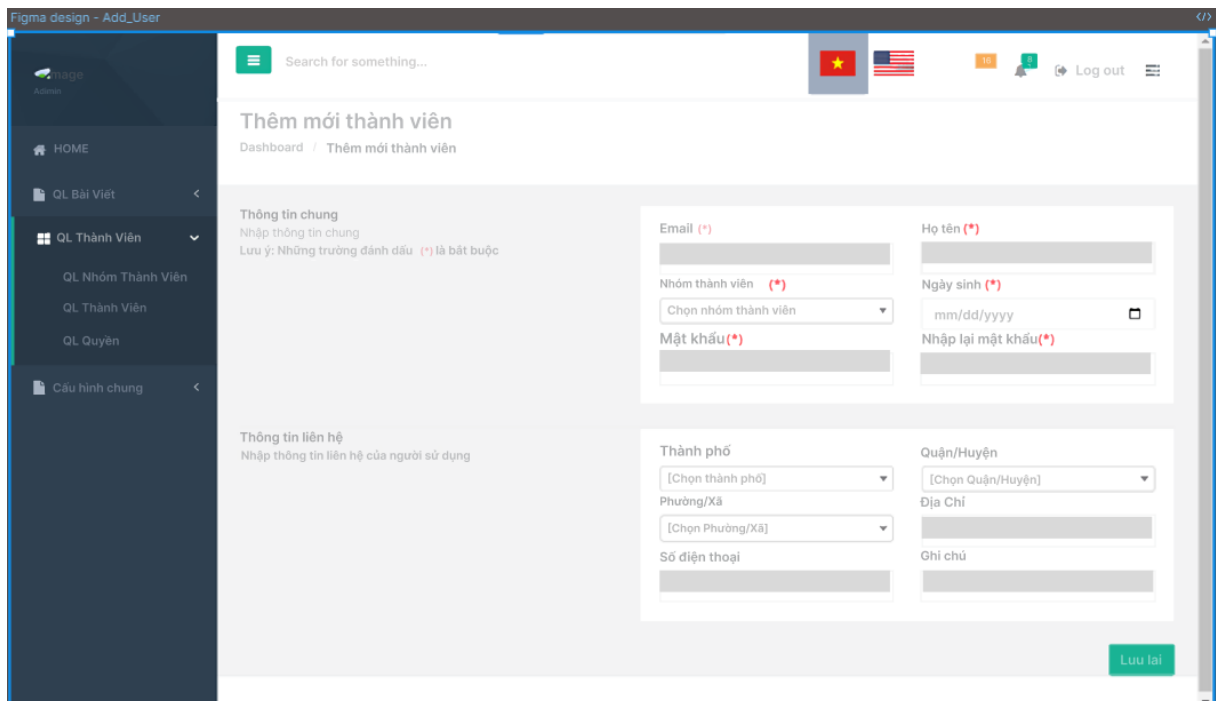 Figma design - Add_User
</>
mage
Admin
HOME
QL Bài Viết
QL Thành Viên
QL Nhóm Thành Viên
QL Thành Viên
QL Quyền
Cấu hình chung
Search for something...
16
8
Log out
Thêm mới thành viên
Dashboard / Thêm mới thành viên
Thông tin chung
Nhập thông tin chung
Lưu ý: Những trường đánh dấu (*) là bắt buộc
Email (*)
Họ tên (*)
Nhóm thành viên (*)
Ngày sinh (*)
Chọn nhóm thành viên
mm/dd/yyyy
Mật khẩu(*)
Nhập lại mật khẩu(*)
Thông tin liên hệ
Nhập thông tin liên hệ của người sử dụng
Thành phố
Quận/Huyện
[Chọn thành phố]
[Chọn Quận/Huyện]
Phường/Xã
Địa Chỉ
[Chọn Phường/Xã]
Số điện thoại
Ghi chú
Luu lai